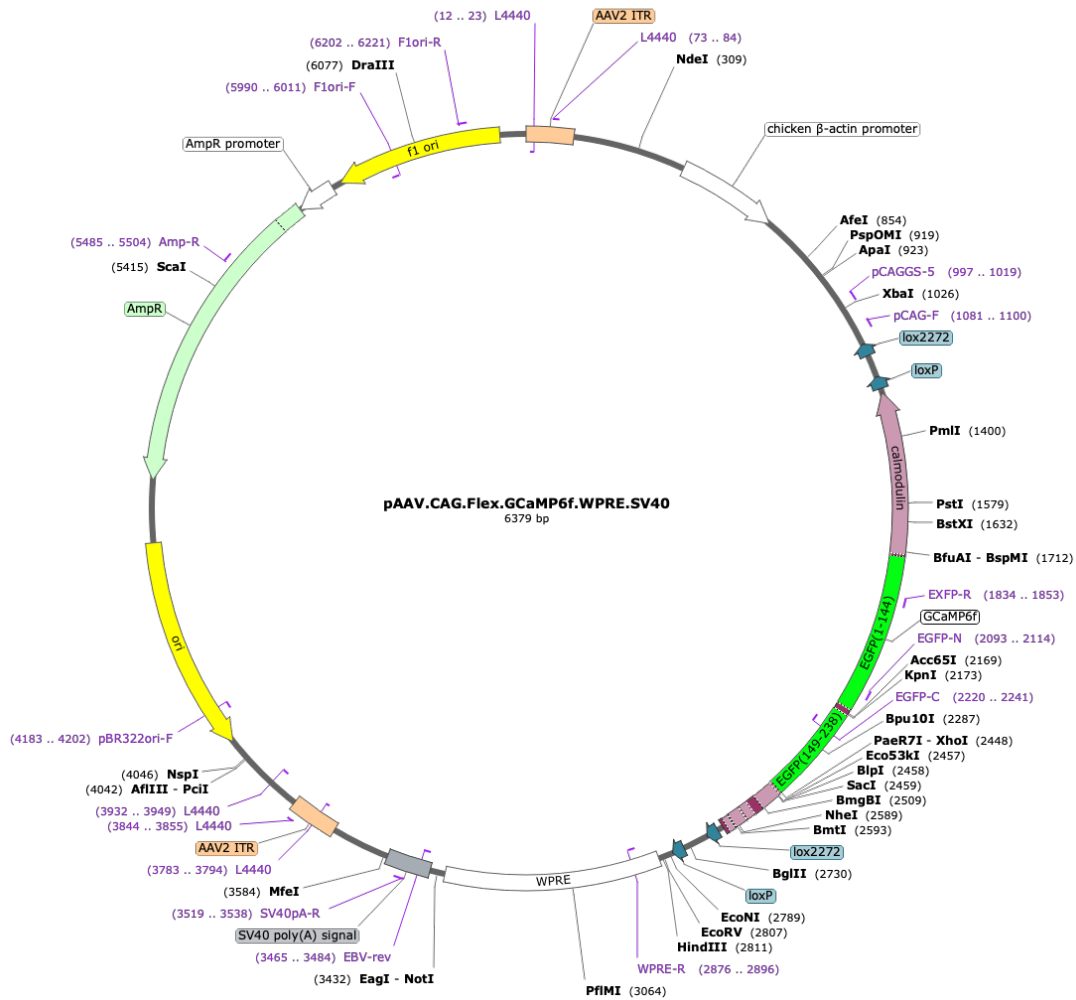 (12 .. 23) L4440
AAV2 ITR
L4440 (73 .. 84)
NdeI (309)
chicken β-actin promoter
AfeI (854)
PspOMI (919)
ApaI (923)
pCAGGS-5 (997 .. 1019)
XbaI (1026)
pCAG-F (1081 .. 1100)
lox2272
loxP
PmlI (1400)
calmodulin
PstI (1579)
BstXI (1632)
BfuAI - BspMI (1712)
EXFP-R (1834 .. 1853)
EGFP(1-144)
GCaMP6f
EGFP-N (2093 .. 2114)
Acc65I (2169)
KpnI (2173)
EGFP-C (2220 .. 2241)
Bpu10I (2287)
EGFP(149-238)
PaeR7I - XhoI (2448)
Eco53kI (2457)
BlpI (2458)
SacI (2459)
BmgBI (2509)
NheI (2589)
BmtI (2593)
lox2272
BglII (2730)
loxP
EcoNI (2789)
EcoRV (2807)
HindIII (2811)
WPRE-R (2876 .. 2896)
WPRE
PflMI (3064)
(3432) EagI - NotI
(3465 .. 3484) EBV-rev
SV40 poly(A) signal
(3519 .. 3538) SV40pA-R
(3584) MfeI
(3783 .. 3794) L4440
AAV2 ITR
(3844 .. 3855) L4440
(3932 .. 3949) L4440
(4042) AflIII - PciI
(4046) NspI
(4183 .. 4202) pBR322ori-F
ori
AmpR
(5415) ScaI
(5485 .. 5504) Amp-R
AmpR promoter
(5990 .. 6011) F1ori-F
(6077) DraIII
(6202 .. 6221) F1ori-R
f1 ori
pAAV.CAG.Flex.GCaMP6f.WPRE.SV40
6379 bp